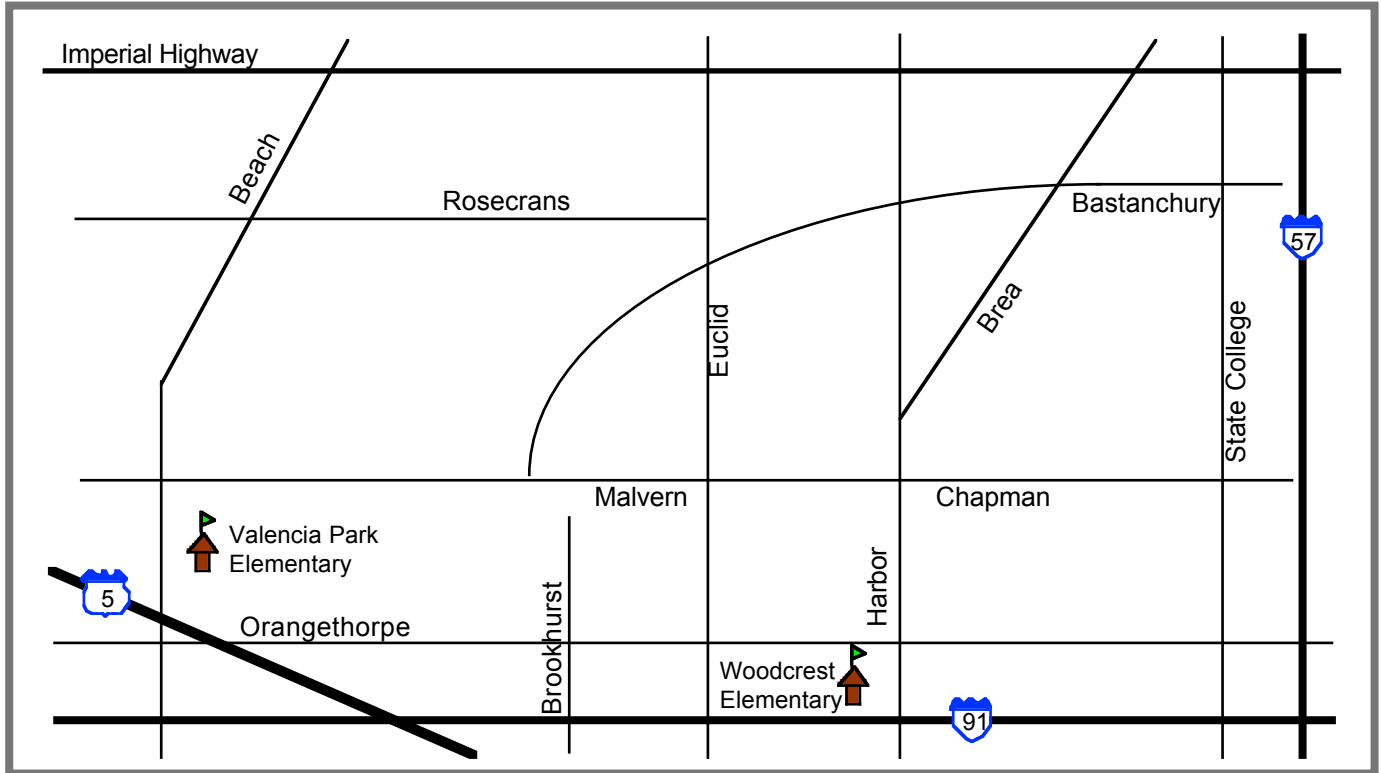 Imperial Highway
Beach
Rosecrans
Bastanchury
57
Euclid
Brea
State College
Malvern
Chapman
Valencia Park
Elementary
5
Orangethorpe
Brookhurst
Harbor
Woodcrest
Elementary
91